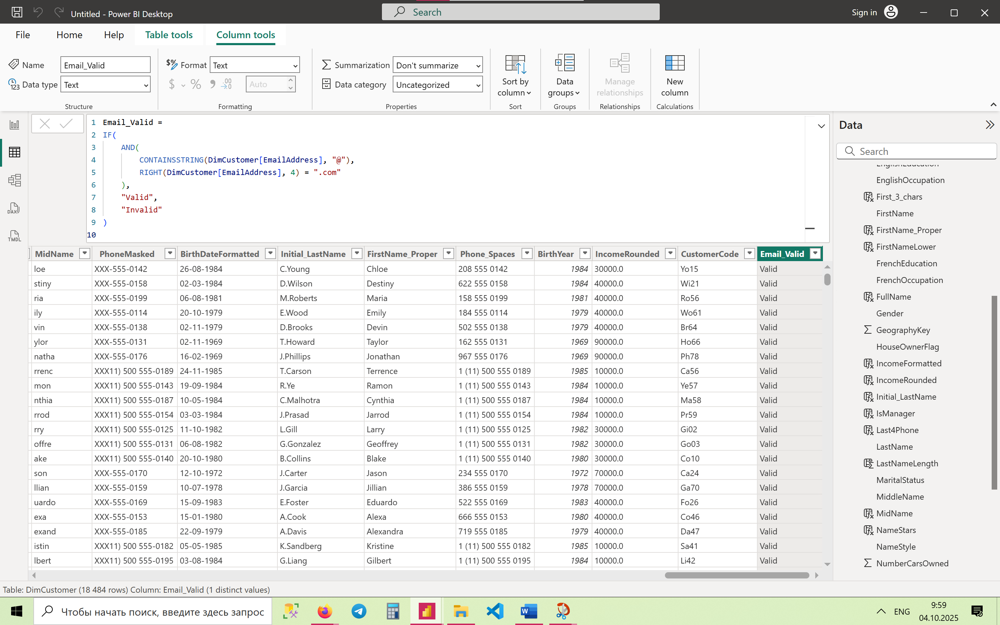 Untitled - Power BI Desktop
Search
Sign in
File Home Help Table tools Column tools
Name Email_Valid
Data type Text
Structure
Format Text
$ % Auto
Formatting
Summarization Don't summarize
Data category Uncategorized
Properties
Sort by column
Sort
Data groups
Groups
Manage relationships
Relationships
New column
Calculations
1 Email_Valid =
2 IF(
3 AND(
4 CONTAINSSTRING(DimCustomer[EmailAddress], "@"),
5 RIGHT(DimCustomer[EmailAddress], 4) = ".com"
6 ),
7 "Valid",
8 "Invalid"
9 )
10
DAX
TMDL
MidName PhoneMasked BirthDateFormatted Initial_LastName FirstName_Proper Phone_Spaces BirthYear IncomeRounded CustomerCode Email_Valid
loe XXX-555-0142 26-08-1984 C.Young Chloe 208 555 0142 1984 30000.0 Yo15 Valid
stiny XXX-555-0158 02-03-1984 D.Wilson Destiny 622 555 0158 1984 40000.0 Wi21 Valid
ria XXX-555-0199 06-08-1981 M.Roberts Maria 158 555 0199 1981 40000.0 Ro56 Valid
ily XXX-555-0114 20-10-1979 E.Wood Emily 184 555 0114 1979 40000.0 Wo61 Valid
vin XXX-555-0138 02-11-1979 D.Brooks Devin 502 555 0138 1979 40000.0 Br64 Valid
ylor XXX-555-0131 02-11-1969 T.Howard Taylor 162 555 0131 1969 90000.0 Ho66 Valid
natha XXX-555-0176 16-02-1969 J.Phillips Jonathan 967 555 0176 1969 90000.0 Ph78 Valid
rrenc XXX11) 500 555-0189 24-11-1985 T.Carson Terrence 1 (11) 500 555 0189 1985 10000.0 Ca56 Valid
mon XXX11) 500 555-0143 19-09-1984 R.Ye Ramon 1 (11) 500 555 0143 1984 10000.0 Ye57 Valid
nthia XXX11) 500 555-0187 10-05-1984 C.Malhotra Cynthia 1 (11) 500 555 0187 1984 10000.0 Ma58 Valid
rrod XXX11) 500 555-0154 03-03-1984 J.Prasad Jarrod 1 (11) 500 555 0154 1984 10000.0 Pr59 Valid
rry XXX11) 500 555-0125 11-10-1982 L.Gill Larry 1 (11) 500 555 0125 1982 30000.0 Gi02 Valid
offre XXX11) 500 555-0131 06-08-1982 G.Gonzalez Geoffrey 1 (11) 500 555 0131 1982 30000.0 Go03 Valid
ake XXX11) 500 555-0140 20-10-1980 B.Collins Blake 1 (11) 500 555 0140 1980 30000.0 Co10 Valid
son XXX-555-0170 12-10-1972 J.Carter Jason 234 555 0170 1972 70000.0 Ca24 Valid
llian XXX-555-0159 10-07-1978 J.Garcia Jillian 386 555 0159 1978 70000.0 Ga70 Valid
uardo XXX-555-0169 15-09-1983 E.Foster Eduardo 522 555 0169 1983 40000.0 Fo26 Valid
exa XXX-555-0153 15-01-1980 A.Cook Alexa 666 555 0153 1980 40000.0 Co46 Valid
exand XXX-555-0185 22-09-1979 A.Davis Alexandra 719 555 0185 1979 40000.0 Da47 Valid
istin XXX11) 500 555-0182 05-05-1985 K.Sandberg Kristine 1 (11) 500 555 0182 1985 10000.0 Sa41 Valid
lbert XXX11) 500 555-0195 03-08-1984 G.Liang Gilbert 1 (11) 500 555 0195 1984 10000.0 Li42 Valid
Data
Search
EnglishEducation
EnglishOccupation
First_3_chars
FirstName
FirstName_Proper
FirstNameLower
FrenchEducation
FrenchOccupation
FullName
Gender
GeographyKey
HouseOwnerFlag
IncomeFormatted
IncomeRounded
Initial_LastName
IsManager
Last4Phone
LastName
LastNameLength
MaritalStatus
MiddleName
MidName
NameStars
NameStyle
NumberCarsOwned
Table: DimCustomer (18 484 rows) Column: Email_Valid (1 distinct values)
Чтобы начать поиск, введите здесь запрос
ENG
9:59
04.10.2025